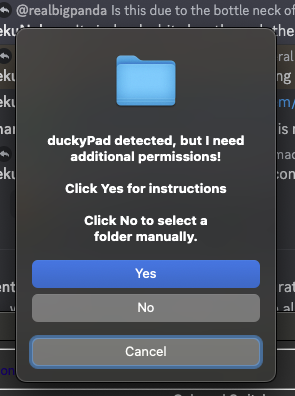 @realbigpanda Is this due to the bottle neck of
duckyPad detected, but I need
additional permissions!
Click Yes for instructions
Click No to select a
folder manually.
Yes
No
Cancel